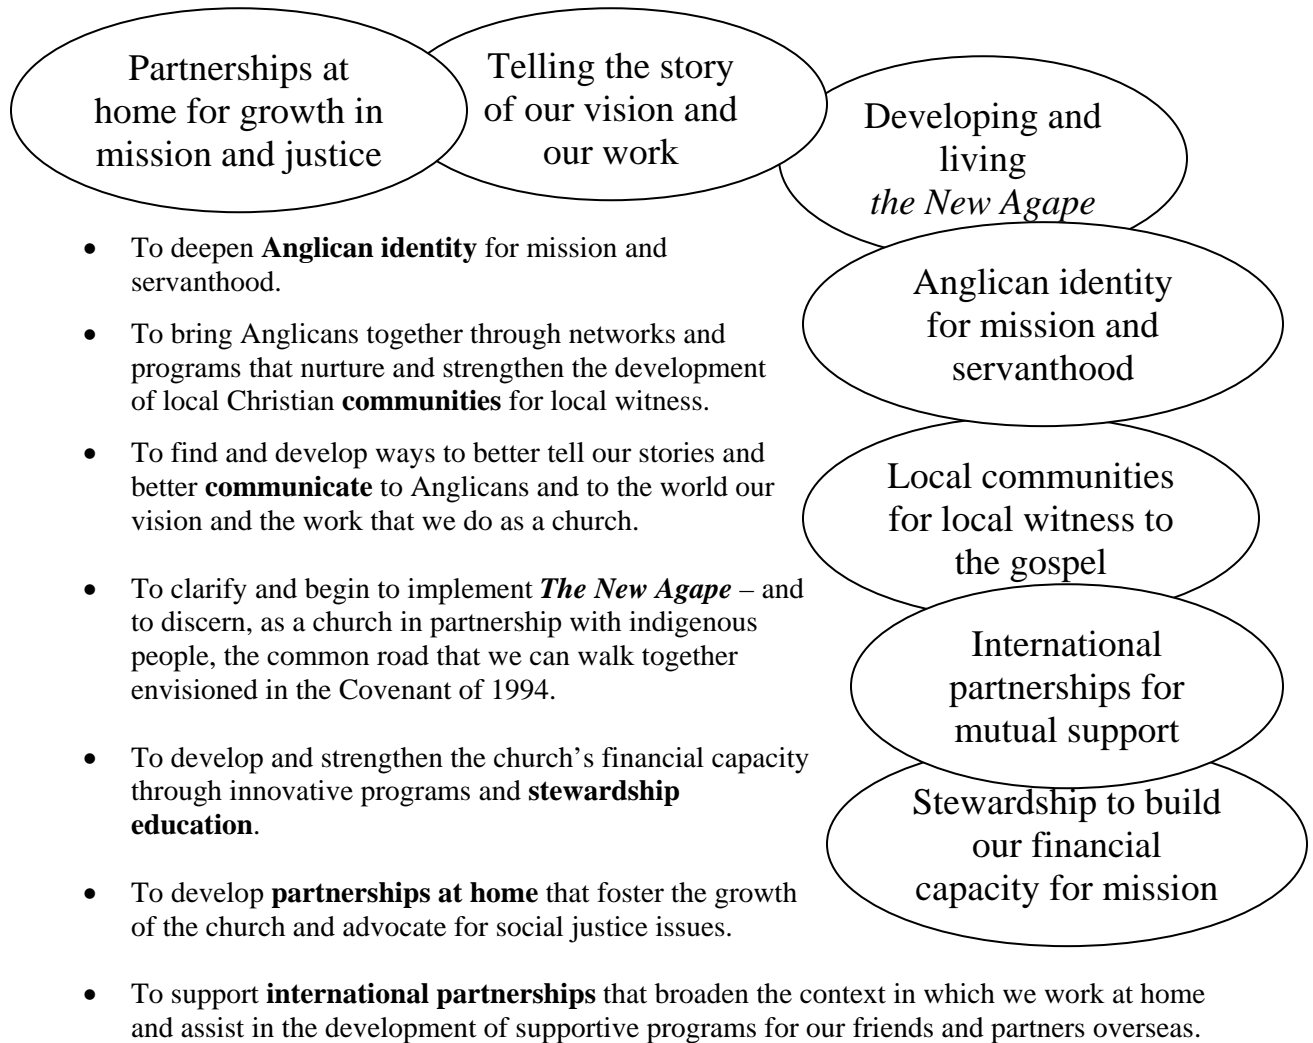 Partnerships at
home for growth in
mission and justice
Telling the story
of our vision and
our work
Developing and
living
the New Agape
Anglican identity
for mission and
servanthood
Local communities
for local witness to
the gospel
International
partnerships for
mutual support
Stewardship to build
our financial
capacity for mission
• To deepen Anglican identity for mission and
servanthood.
• To bring Anglicans together through networks and
programs that nurture and strengthen the development
of local Christian communities for local witness.
• To find and develop ways to better tell our stories and
better communicate to Anglicans and to the world our
vision and the work that we do as a church.
• To clarify and begin to implement The New Agape – and
to discern, as a church in partnership with indigenous
people, the common road that we can walk together
envisioned in the Covenant of 1994.
• To develop and strengthen the church’s financial capacity
through innovative programs and stewardship
education.
• To develop partnerships at home that foster the growth
of the church and advocate for social justice issues.
• To support international partnerships that broaden the context in which we work at home
and assist in the development of supportive programs for our friends and partners overseas.